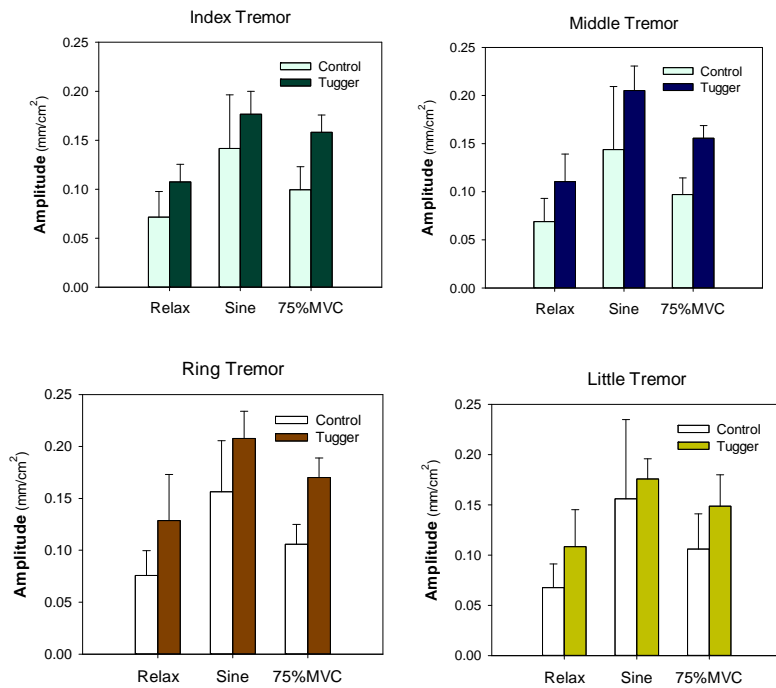 Index Tremor
0.25
0.20
0.15
0.10
0.05
0.00
Amplitude (mm/cm²)
Control
Tugger
Relax Sine 75%MVC
Middle Tremor
0.25
0.20
0.15
0.10
0.05
0.00
Amplitude (mm/cm²)
Control
Tugger
Relax Sine 75%MVC
Ring Tremor
0.25
0.20
0.15
0.10
0.05
0.00
Amplitude (mm/cm²)
Control
Tugger
Relax Sine 75%MVC
Little Tremor
0.25
0.20
0.15
0.10
0.05
0.00
Amplitude (mm/cm²)
Control
Tugger
Relax Sine 75%MVC